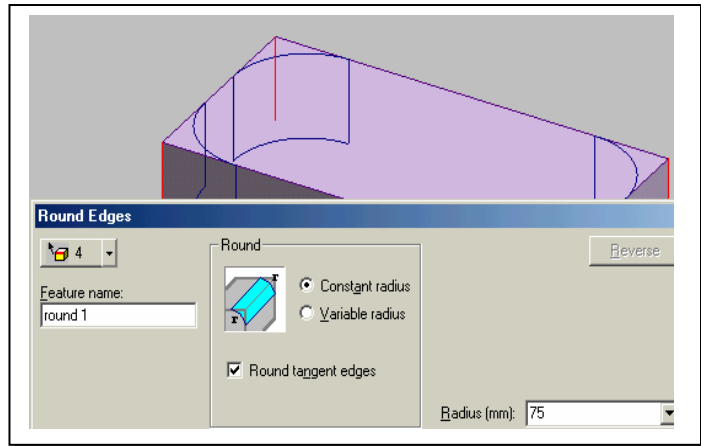 Round Edges
4
Round
Reverse
r
r
Constant radius
Feature name:
round 1
Variable radius
Round tangent edges
Radius (mm): 75